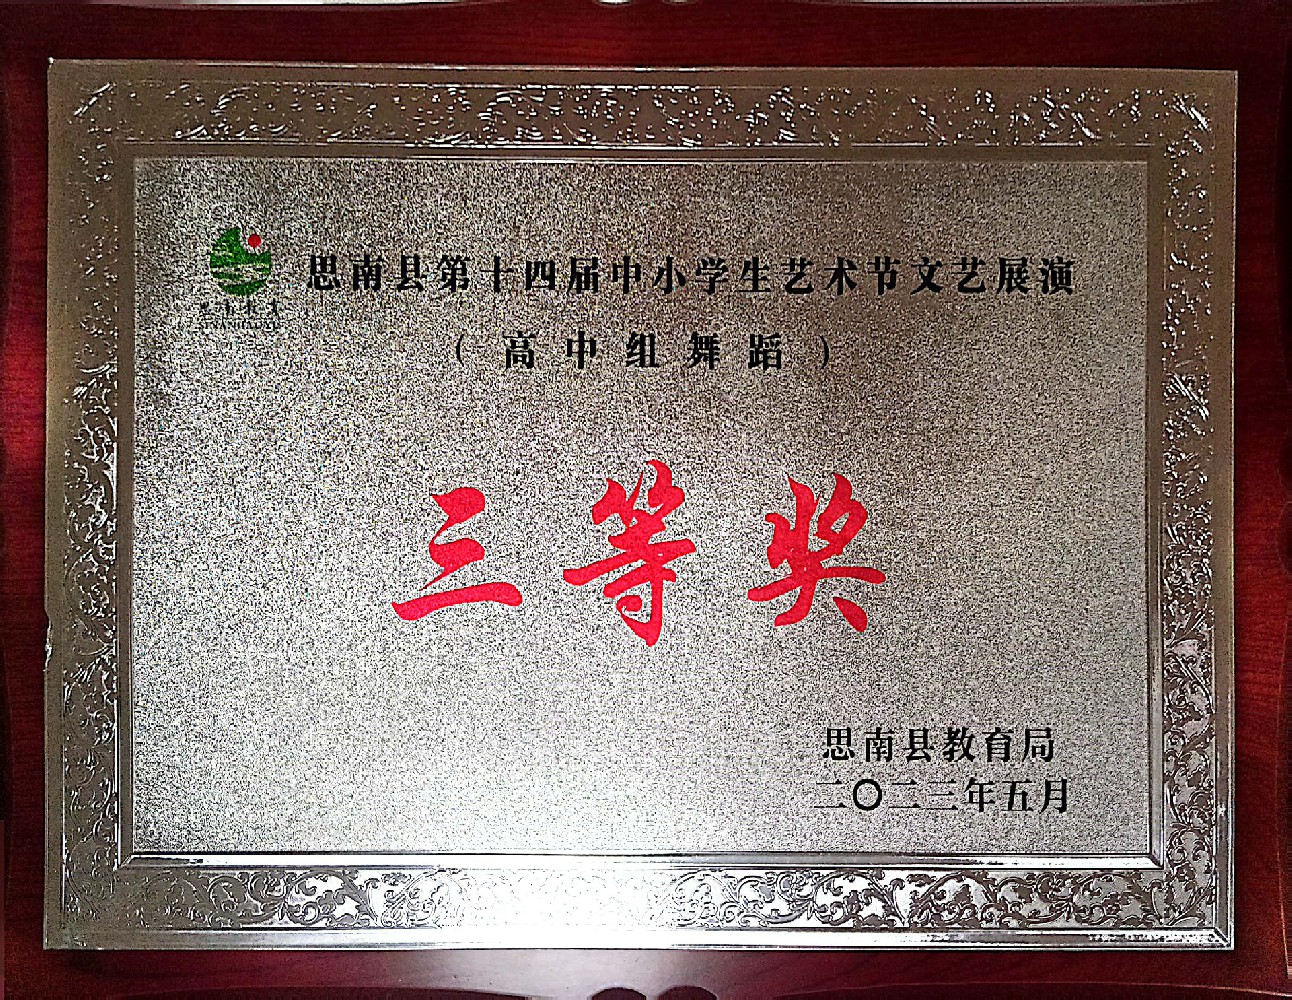 思南县第十四届中小学生艺术节文艺展演
（高中组舞蹈）
三等奖
思南县教育局
二〇二三年五月